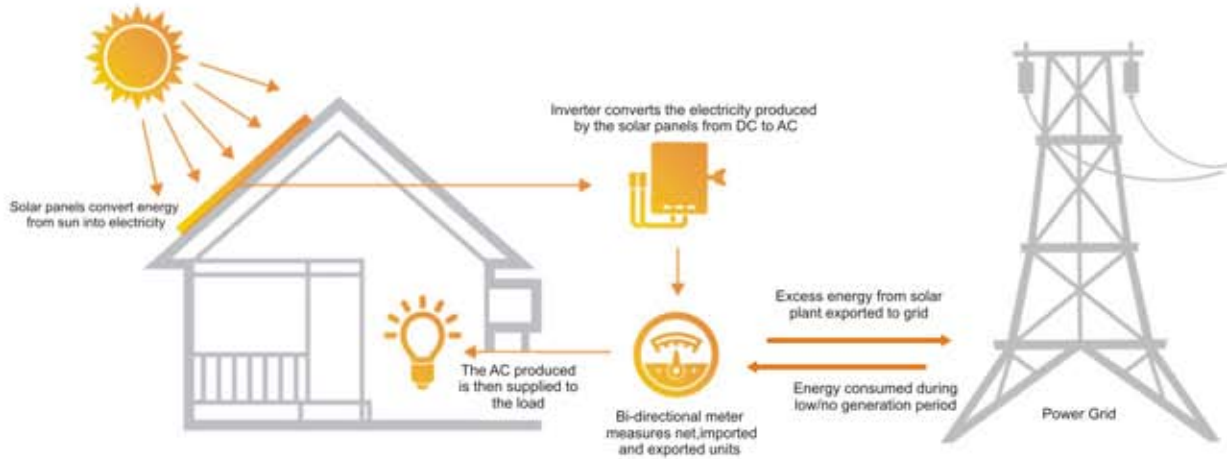 Inverter converts the electricity produced
by the solar panels from DC to AC
Solar panels convert energy
from sun into electricity
Excess energy from solar
plant exported to grid
The AC produced
is then supplied to
the load
Energy consumed during
low/no generation period
Bi-directional meter
measures net,imported
and exported units
Power Grid